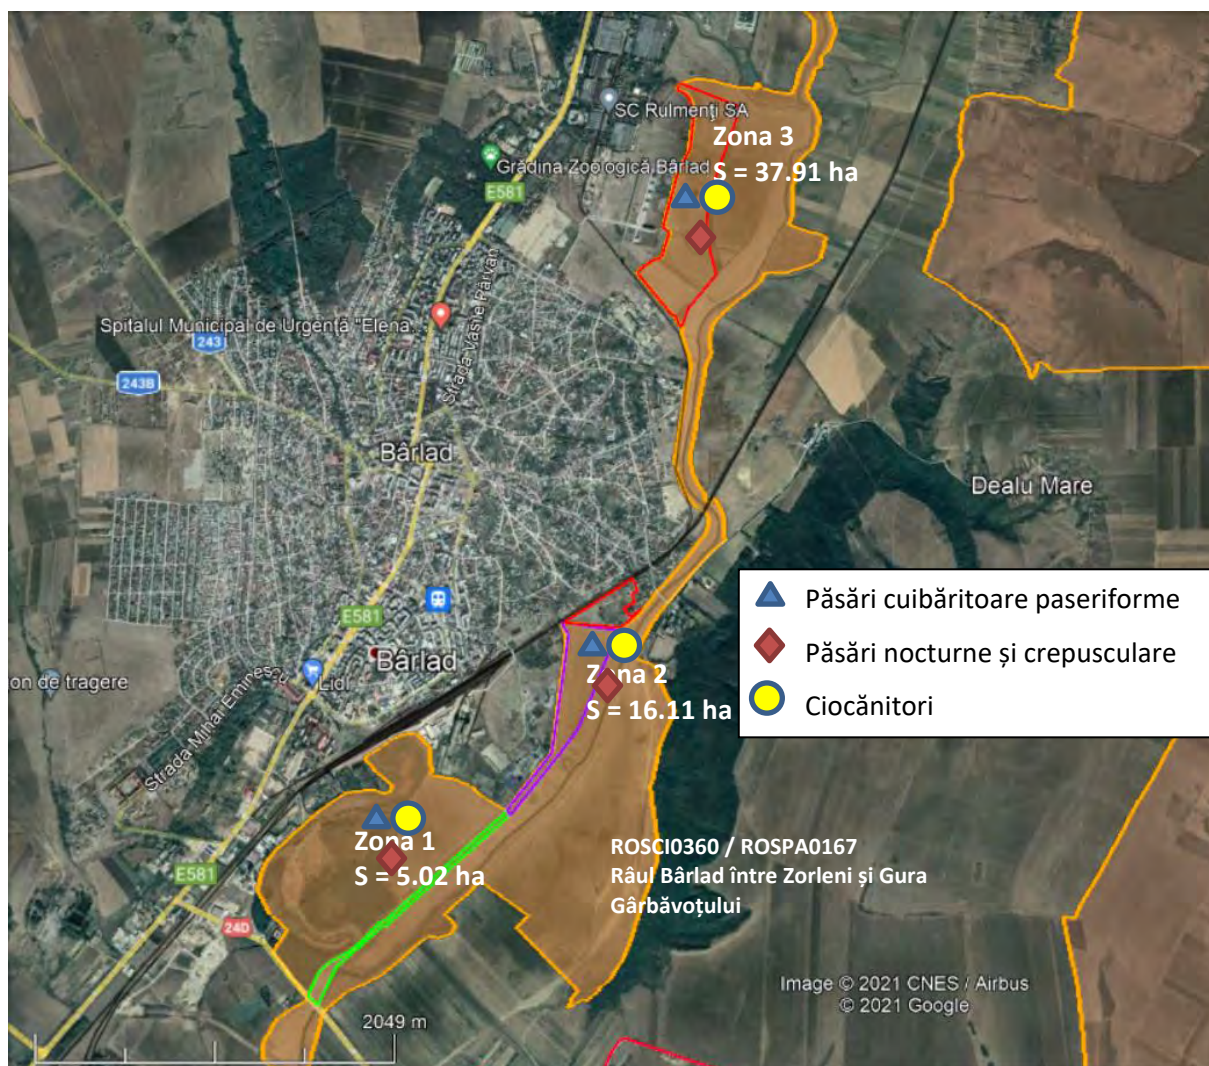 SC Rulmenți SA
Zona 3
Grădina Zoologică Bârlad
S = 37.91 ha
E581
Strada Vasile Pârvan
Spitalul Municipal de Urgență "Elena...
243
243B
Bârlad
Dealu Mare
Păsări cuibăritoare paseriforme
E581
Păsări nocturne și crepusculare
Bârlad
Zona 2
on de tragere
Lidl
Strada Mihai Eminescu
S = 16.11 ha
Ciocănitori
Zona 1
S = 5.02 ha
E581
ROSCI0360 / ROSPA0167
Râul Bârlad între Zorleni și Gura
Gârbăvoțului
24D
Image © 2021 CNES / Airbus
© 2021 Google
2049 m